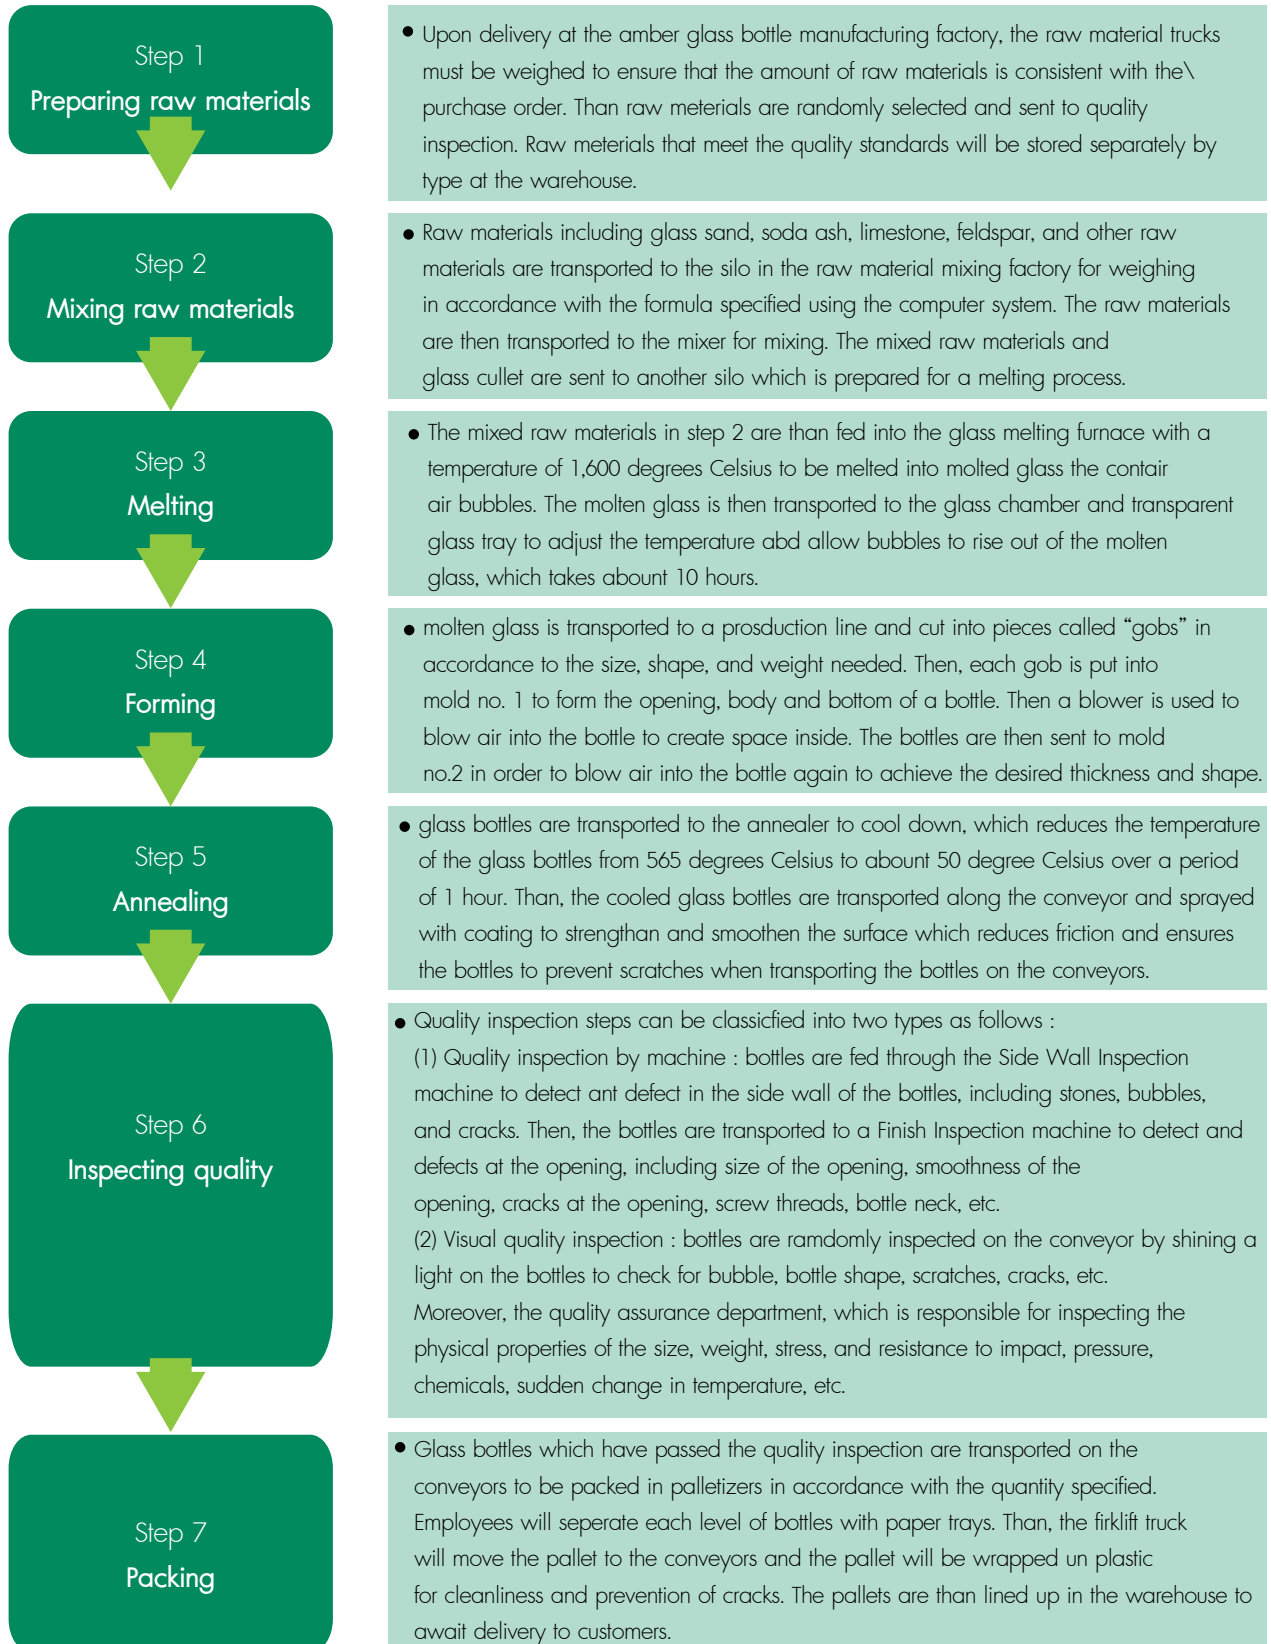 Step 1
Preparing raw materials
● Upon delivery at the amber glass bottle manufacturing factory, the raw material trucks
must be weighed to ensure that the amount of raw materials is consistent with the\
purchase order. Than raw meterials are randomly selected and sent to quality
inspection. Raw meterials that meet the quality standards will be stored separately by
type at the warehouse.
Step 2
Mixing raw materials
● Raw materials including glass sand, soda ash, limestone, feldspar, and other raw
materials are transported to the silo in the raw material mixing factory for weighing
in accordance with the formula specified using the computer system. The raw materials
are then transported to the mixer for mixing. The mixed raw materials and
glass cullet are sent to another silo which is prepared for a melting process.
Step 3
Melting
● The mixed raw materials in step 2 are than fed into the glass melting furnace with a
temperature of 1,600 degrees Celsius to be melted into molted glass the contair
air bubbles. The molten glass is then transported to the glass chamber and transparent
glass tray to adjust the temperature abd allow bubbles to rise out of the molten
glass, which takes abount 10 hours.
Step 4
Forming
● molten glass is transported to a prosduction line and cut into pieces called “gobs” in
accordance to the size, shape, and weight needed. Then, each gob is put into
mold no. 1 to form the opening, body and bottom of a bottle. Then a blower is used to
blow air into the bottle to create space inside. The bottles are then sent to mold
no.2 in order to blow air into the bottle again to achieve the desired thickness and shape.
Step 5
Annealing
● glass bottles are transported to the annealer to cool down, which reduces the temperature
of the glass bottles from 565 degrees Celsius to abount 50 degree Celsius over a period
of 1 hour. Than, the cooled glass bottles are transported along the conveyor and sprayed
with coating to strengthan and smoothen the surface which reduces friction and ensures
the bottles to prevent scratches when transporting the bottles on the conveyors.
Step 6
Inspecting quality
● Quality inspection steps can be classicfied into two types as follows :
(1) Quality inspection by machine : bottles are fed through the Side Wall Inspection
machine to detect ant defect in the side wall of the bottles, including stones, bubbles,
and cracks. Then, the bottles are transported to a Finish Inspection machine to detect and
defects at the opening, including size of the opening, smoothness of the
opening, cracks at the opening, screw threads, bottle neck, etc.
(2) Visual quality inspection : bottles are ramdomly inspected on the conveyor by shining a
light on the bottles to check for bubble, bottle shape, scratches, cracks, etc.
Moreover, the quality assurance department, which is responsible for inspecting the
physical properties of the size, weight, stress, and resistance to impact, pressure,
chemicals, sudden change in temperature, etc.
Step 7
Packing
● Glass bottles which have passed the quality inspection are transported on the
conveyors to be packed in palletizers in accordance with the quantity specified.
Employees will seperate each level of bottles with paper trays. Than, the firklift truck
will move the pallet to the conveyors and the pallet will be wrapped un plastic
for cleanliness and prevention of cracks. The pallets are than lined up in the warehouse to
await delivery to customers.